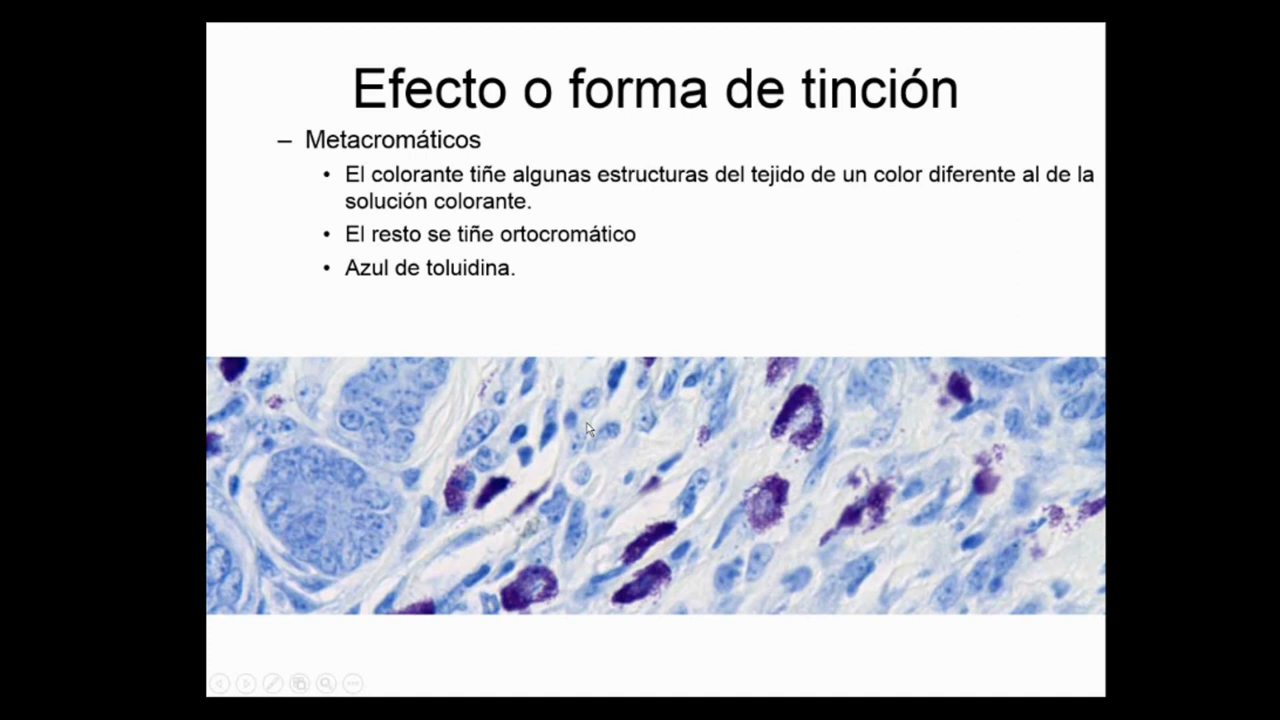 Efecto o forma de tinción
– Metacromáticos
• El colorante tiñe algunas estructuras del tejido de un color diferente al de la
solución colorante.
• El resto se tiñe ortocromático
• Azul de toluidina.